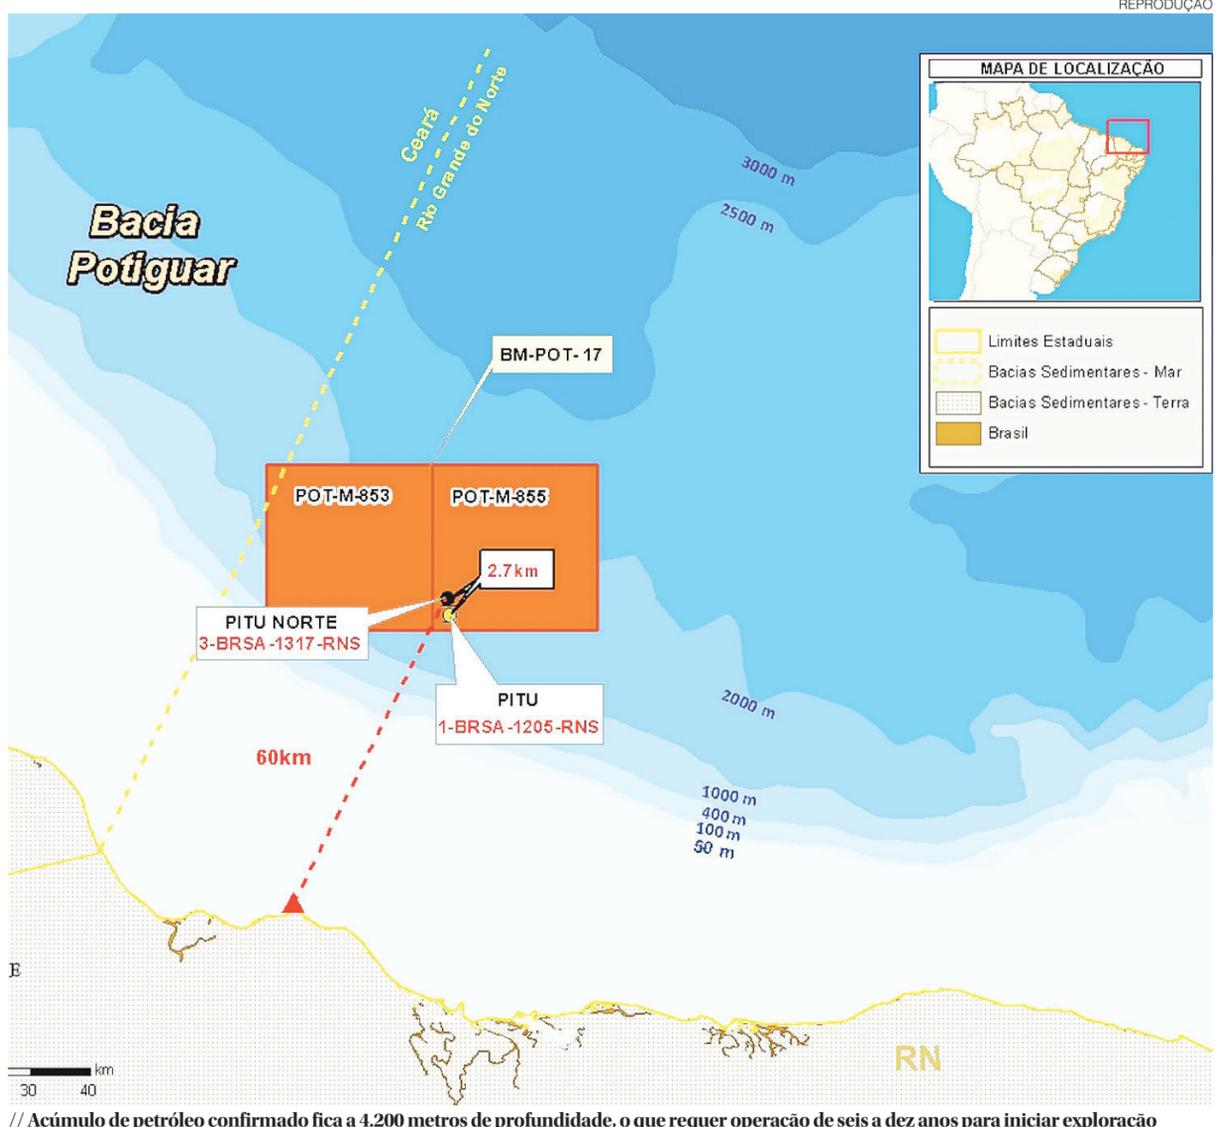 REPRODUÇÃO
MAPA DE LOCALIZAÇÃO
Ceará
Rio Grande do Norte
3000 m
2500 m
Bacia
Potiguar
BM-POT- 17
Limites Estaduais
Bacias Sedimentares - Mar
Bacias Sedimentares - Terra
Brasil
POT-M-853
POT-M-855
2.7km
PITU NORTE
3-BRSA-1317-RNS
PITU
1-BRSA-1205-RNS
2000 m
60km
1000 m
400 m
100 m
50 m
E
RN
km
30 40
// Acúmulo de petróleo confirmado fica a 4.200 metros de profundidade, o que requer operação de seis a dez anos para iniciar exploração